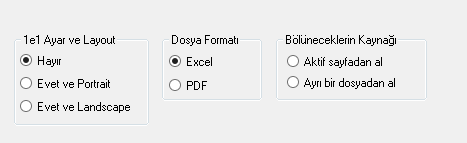 1e1 Ayar ve Layout
Hayır
Evet ve Portrait
Evet ve Landscape
Dosya Formatı
Excel
PDF
Bölüneceklerin Kaynağı
Aktif sayfadan al
Ayrı bir dosyadan al